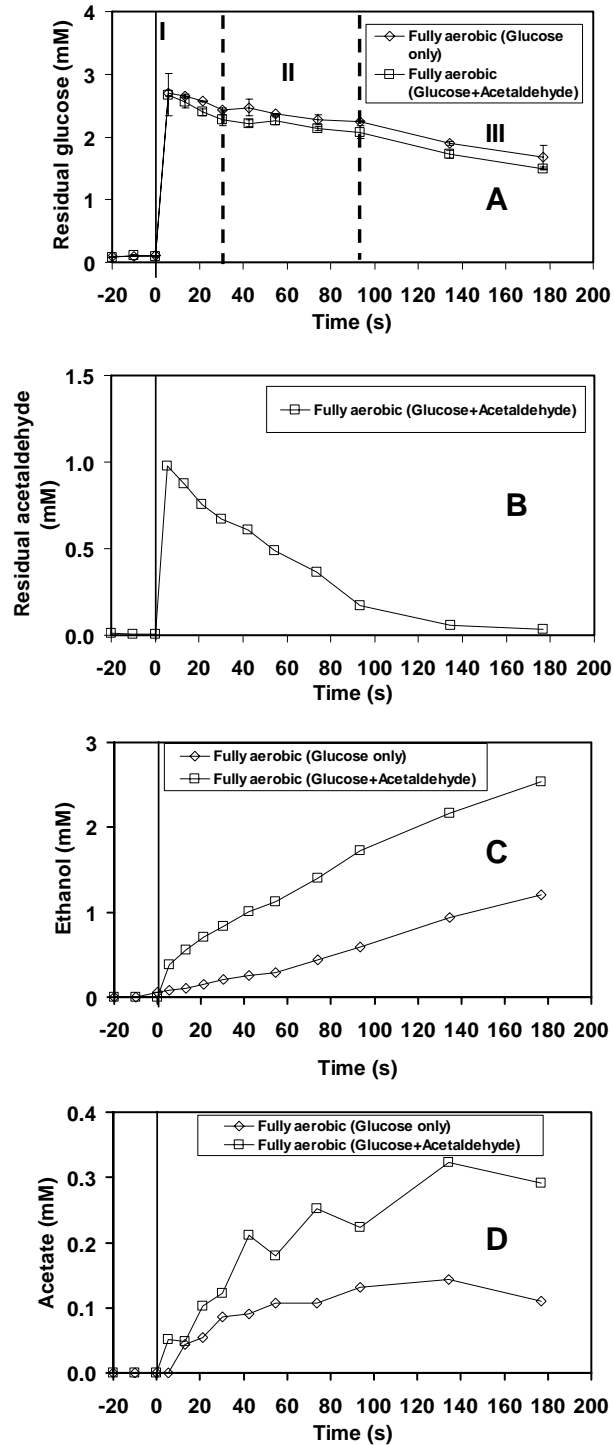 Residual glucose (mM)
4
3
2
1
0
I
II
III
A
Fully aerobic (Glucose
only)
Fully aerobic
(Glucose+Acetaldehyde)
-20 0 20 40 60 80 100 120 140 160 180 200
Time (s)
Residual acetaldehyde
(mM)
1.5
1.0
0.5
0.0
Fully aerobic (Glucose+Acetaldehyde)
B
-20 0 20 40 60 80 100 120 140 160 180 200
Time (s)
Ethanol (mM)
3
2
1
0
Fully aerobic (Glucose only)
Fully aerobic (Glucose+Acetaldehyde)
C
-20 0 20 40 60 80 100 120 140 160 180 200
Time (s)
Acetate (mM)
0.4
0.3
0.2
0.1
0.0
Fully aerobic (Glucose only)
Fully aerobic (Glucose+Acetaldehyde)
D
-20 0 20 40 60 80 100 120 140 160 180 200
Time (s)